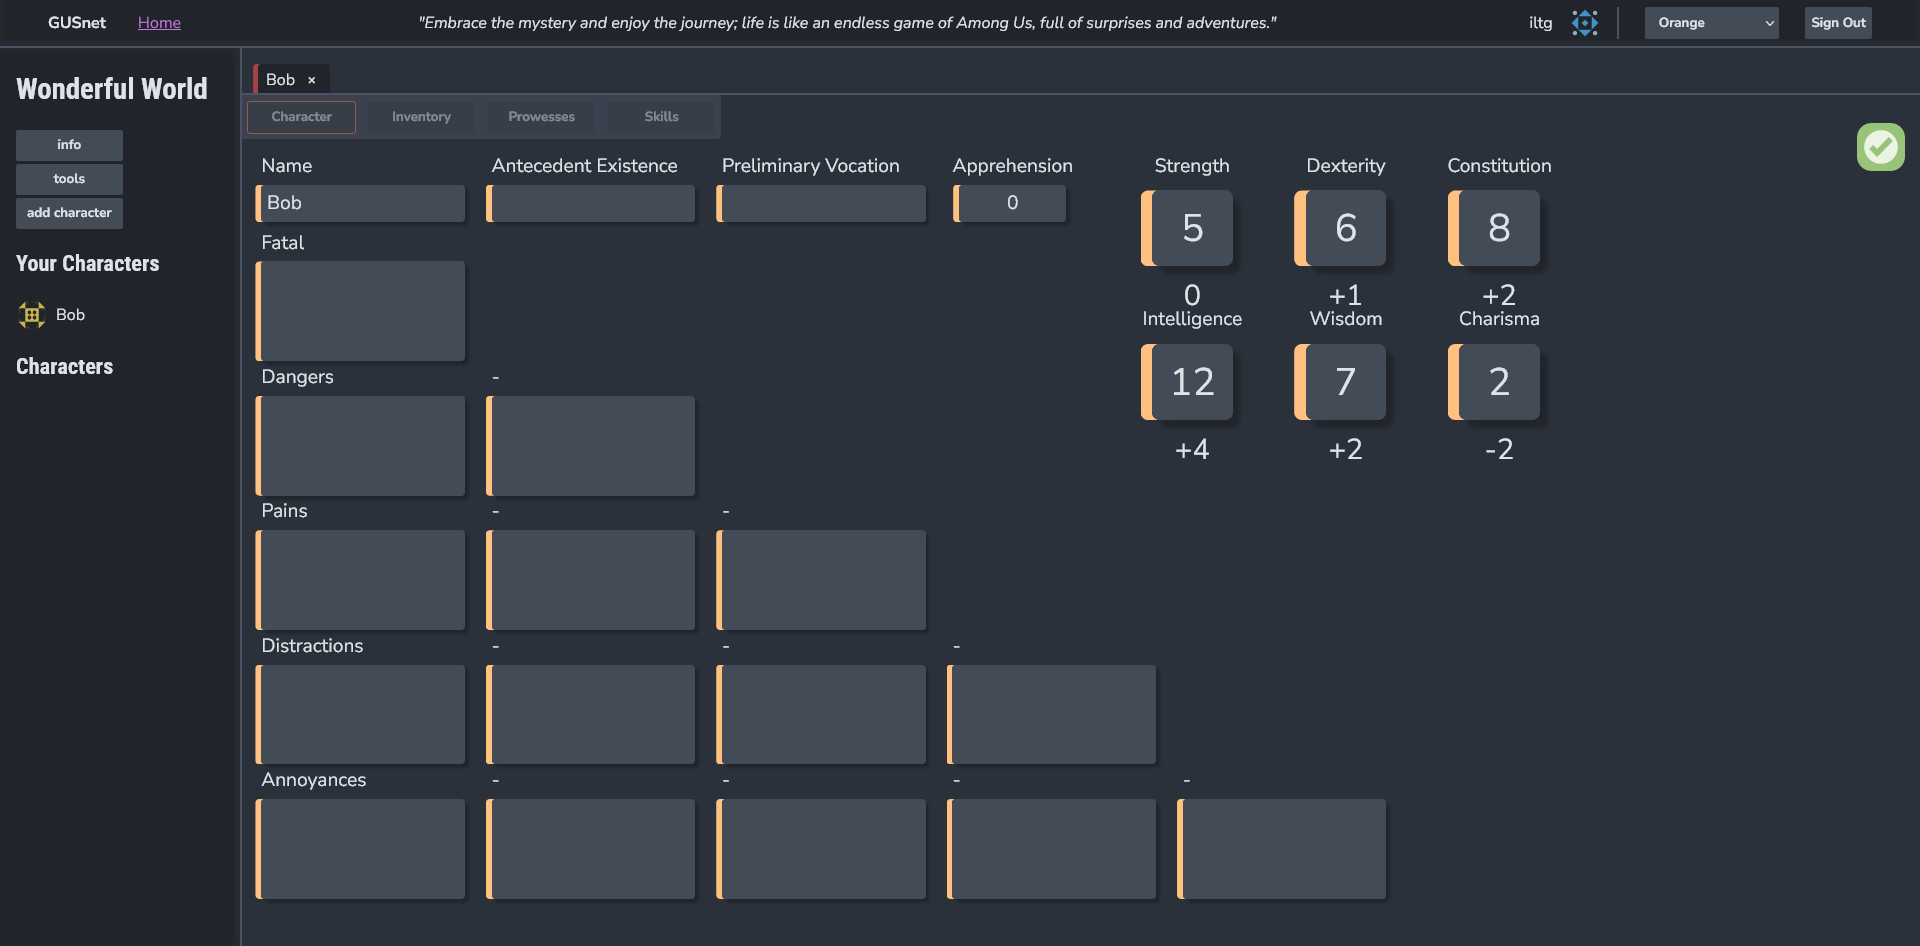 GUSnet
Home
"Embrace the mystery and enjoy the journey; life is like an endless game of Among Us, full of surprises and adventures."
iltg
Orange
Sign Out
Wonderful World
info
tools
add character
Your Characters
Bob
Characters
Bob ×
Character
Inventory
Prowesses
Skills
Name
Antecedent Existence
Preliminary Vocation
Apprehension
Bob
0
Fatal
Dangers
-
Pains
-
-
Distractions
-
-
-
Annoyances
-
-
-
-
Strength
Dexterity
Constitution
5
6
8
0
+1
+2
Intelligence
Wisdom
Charisma
12
7
2
+4
+2
-2